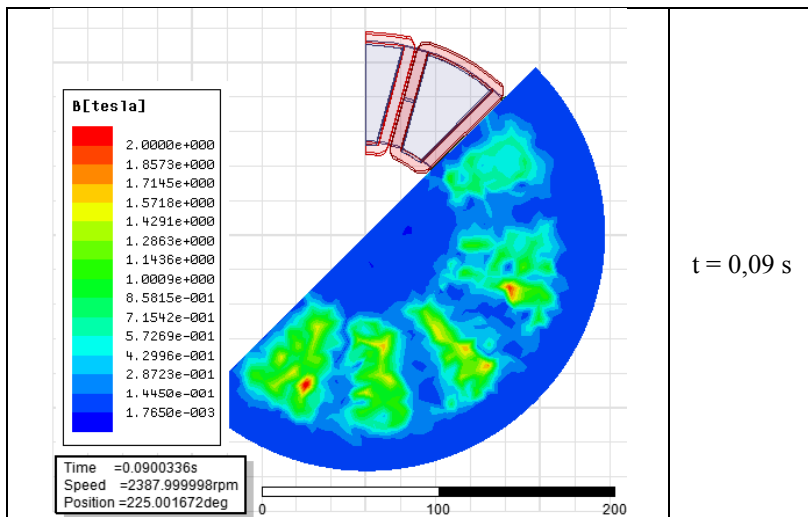 B[tesla]
2.0000e+000
1.8573e+000
1.7145e+000
1.5718e+000
1.4291e+000
1.2863e+000
1.1436e+000
1.0009e+000
8.5815e-001
7.1542e-001
5.7269e-001
4.2996e-001
2.8723e-001
1.4450e-001
1.7650e-003
Time =0.0900336s
Speed =2387.999998rpm
Position =225.001672deg
0 100 200
t = 0,09 s